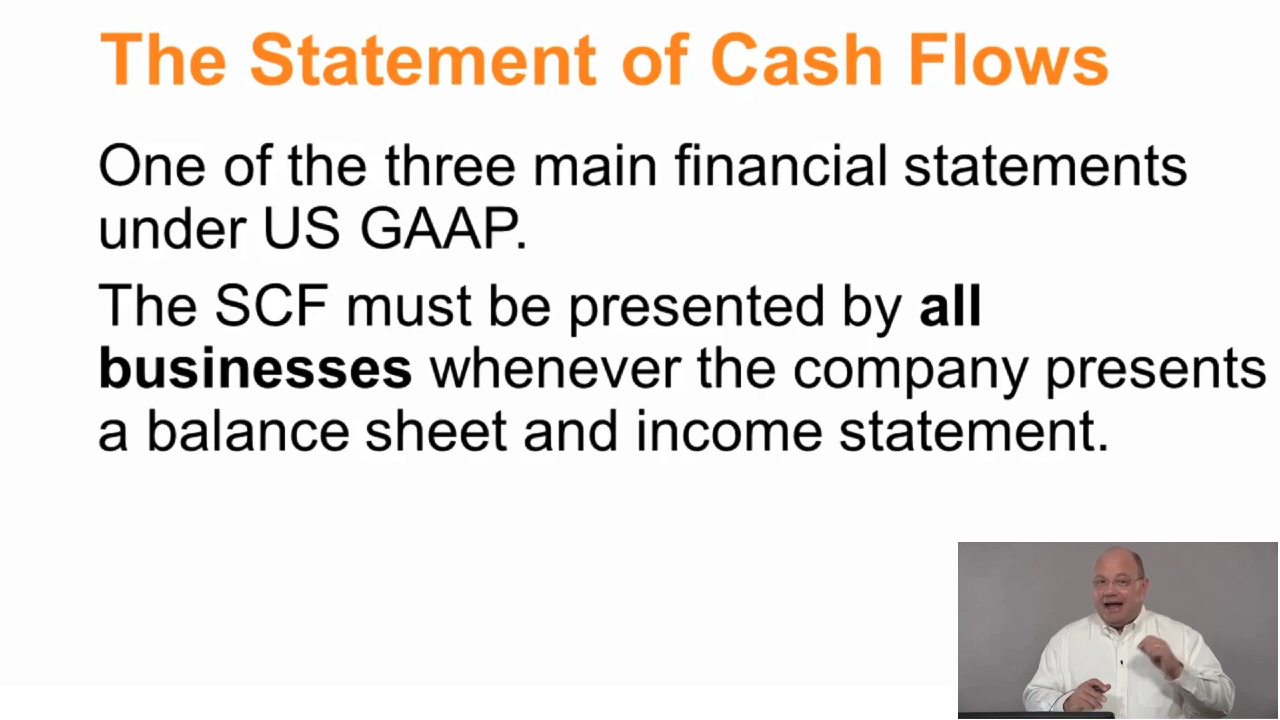 The Statement of Cash Flows
One of the three main financial statements
under US GAAP.
The SCF must be presented by all
businesses whenever the company presents
a balance sheet and income statement.